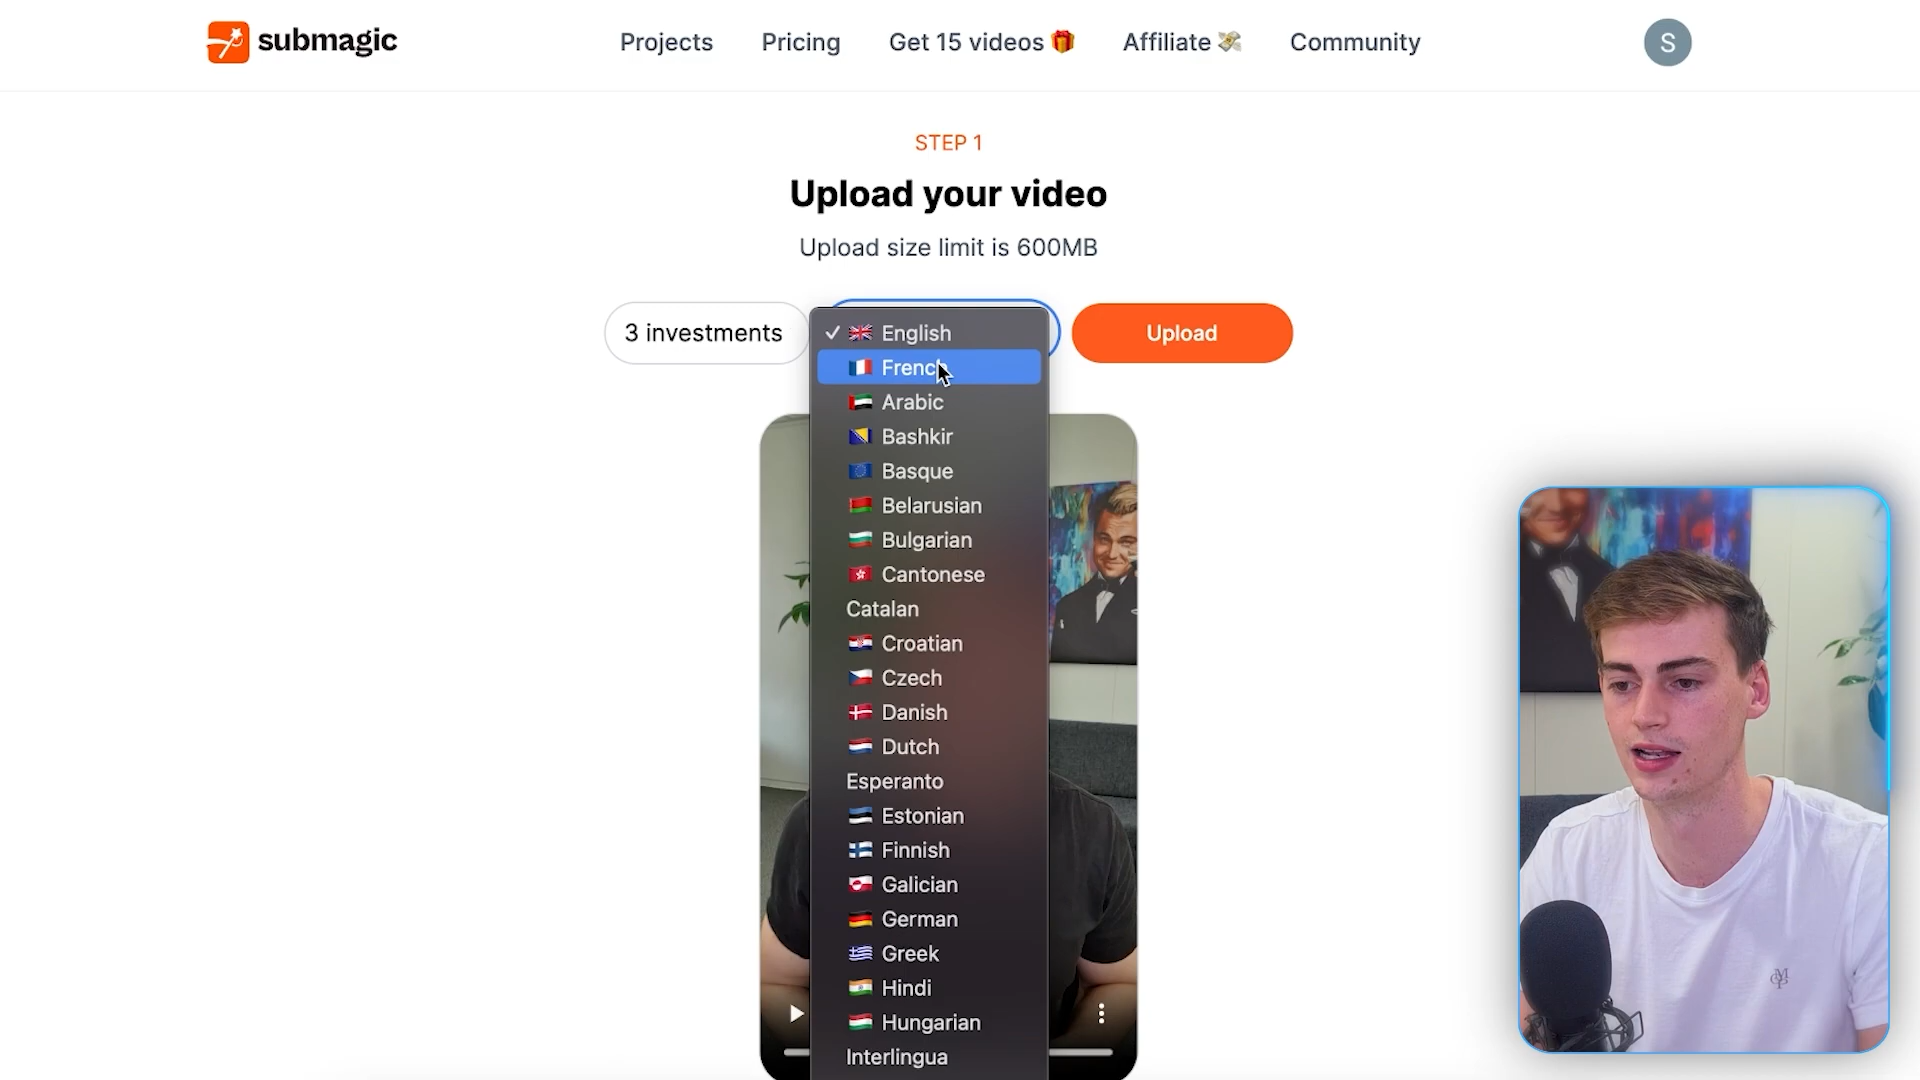 submagic
Projects
Pricing
Get 15 videos
Affiliate
Community
S
STEP 1
Upload your video
Upload size limit is 600MB
3 investments
English
Upload
French
Arabic
Bashkir
Basque
Belarusian
Bulgarian
Cantonese
Catalan
Croatian
Czech
Danish
Dutch
Esperanto
Estonian
Finnish
Galician
German
Greek
Hindi
Hungarian
Interlingua